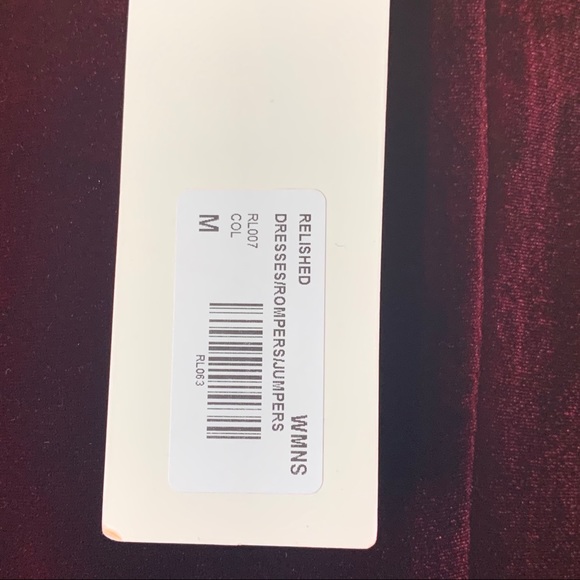 RELISHED WMNS
DRESSES/ROMPERS/JUMPERS
RL007
COL
M
RL063